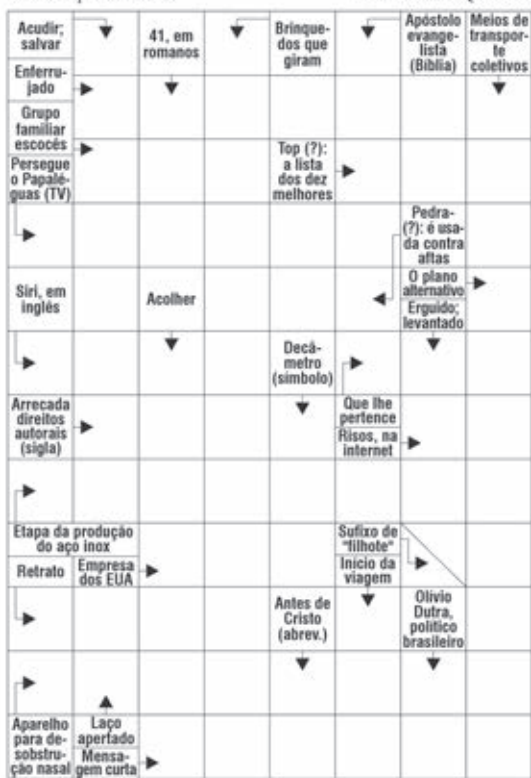 Acudir;
salvar
41, em
romanos
Brinque-
dos que
giram
Apóstolo
evange-
lista
(Bíblia)
Meios de
transpor-
te
coletivos
Enferru-
jado
Grupo
familiar
escocês
Persegue
o Papalé-
guas (TV)
Top (?):
a lista
dos dez
melhores
Pedra-
(?): é usa-
da contra
aftas
Siri, em
inglês
Acolher
O plano
alternativo
Erguido;
levantado
Decâ-
metro
(símbolo)
Arrecada
direitos
autorais
(sigla)
Que lhe
pertence
Risos, na
internet
Etapa da produção
do aço inox
Retrato
Empresa
dos EUA
Sufixo de
"filhote"
Início da
viagem
Antes de
Cristo
(abrev.)
Olívio
Dutra,
político
brasileiro
Aparelho
para de-
sobstru-
ção nasal
Laço
apertado
Mensa-
gem curta